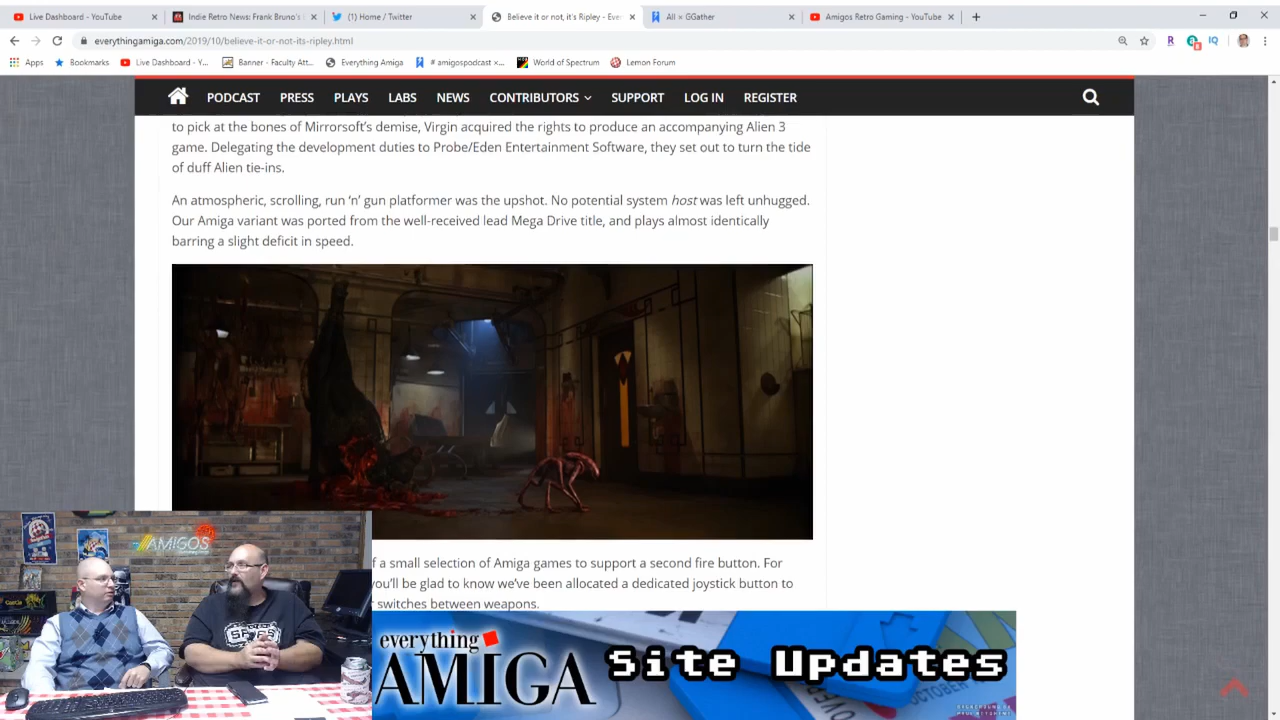 Live Dashboard - YouTube
Indie Retro News: Frank Bruno's
(1) Home / Twitter
Believe it or not, it's Ripley - Eve
All × GGather
Amigos Retro Gaming - YouTube
everythingamiga.com/2019/10/believe-it-or-not-its-ripley.html
Apps Bookmarks Live Dashboard - Y... Banner - Faculty Att... Everything Amiga # amigospodcast ×... World of Spectrum Lemon Forum
PODCAST PRESS PLAYS LABS NEWS CONTRIBUTORS SUPPORT LOG IN REGISTER
to pick at the bones of Mirrorsoft's demise, Virgin acquired the rights to produce an accompanying Alien 3
game. Delegating the development duties to Probe/Eden Entertainment Software, they set out to turn the tide
of duff Alien tie-ins.
An atmospheric, scrolling, run 'n' gun platformer was the upshot. No potential system host was left unhugged.
Our Amiga variant was ported from the well-received lead Mega Drive title, and plays almost identically
barring a slight deficit in speed.
f a small selection of Amiga games to support a second fire button. For
you'll be glad to know we've been allocated a dedicated joystick button to
switches between weapons.
AMIGOS
SPURS
everything
AMIGA
Site Updates
OCTOBER